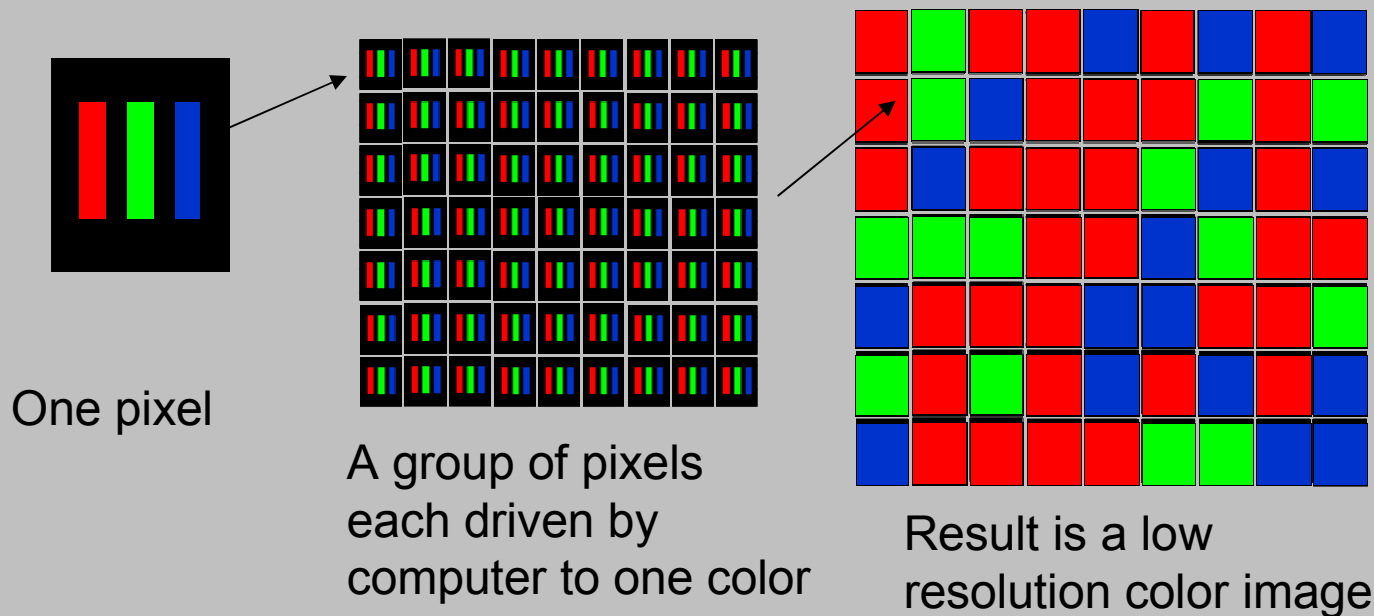 One pixel
A group of pixels
each driven by
computer to one color
Result is a low
resolution color image